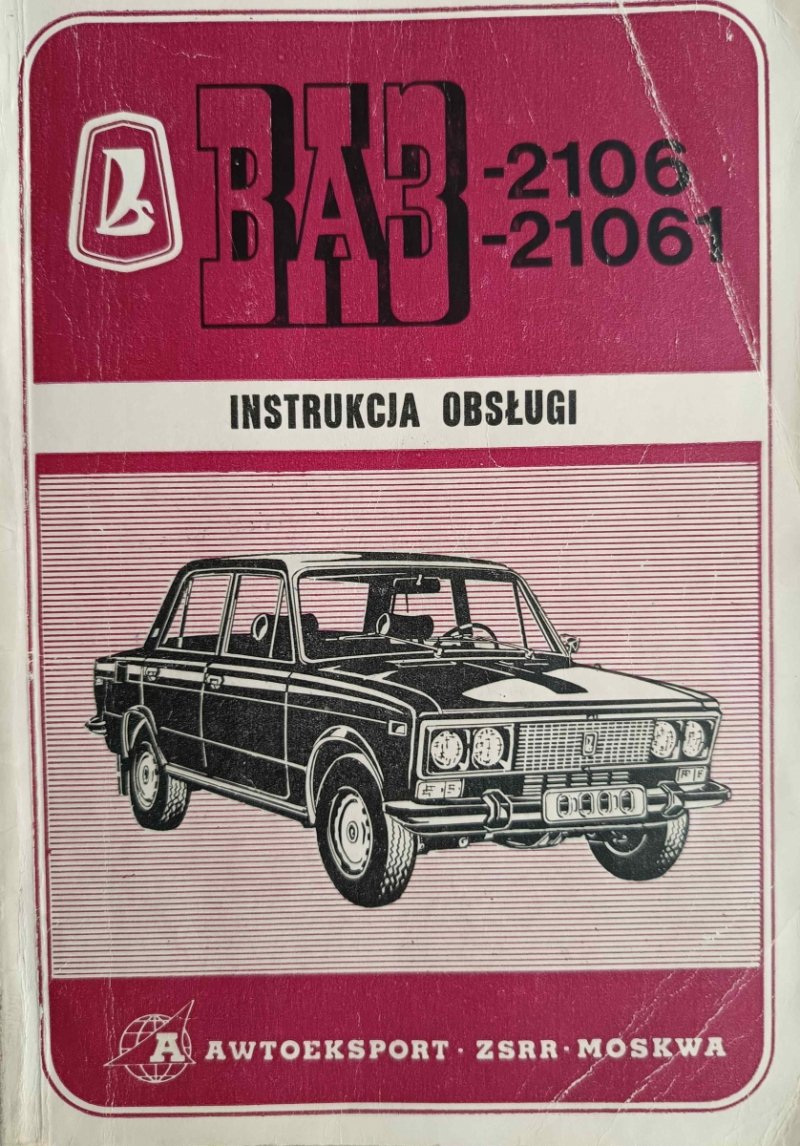 ВАЗ -2106
-21061
INSTRUKCJA OBSŁUGI
A AWTOEKSPORT · ZSRR · MOSKWA